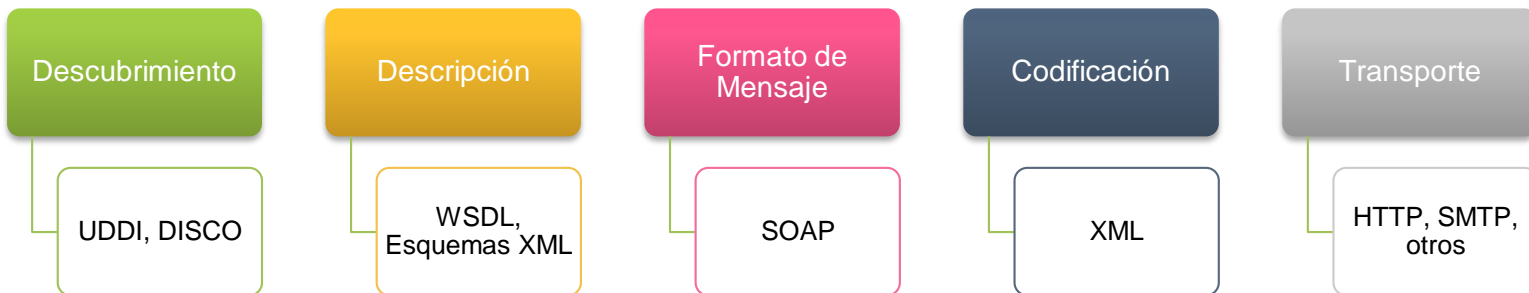 Descubrimiento
UDDI, DISCO
Descripción
WSDL,
Esquemas XML
Formato de
Mensaje
SOAP
Codificación
XML
Transporte
HTTP, SMTP,
otros